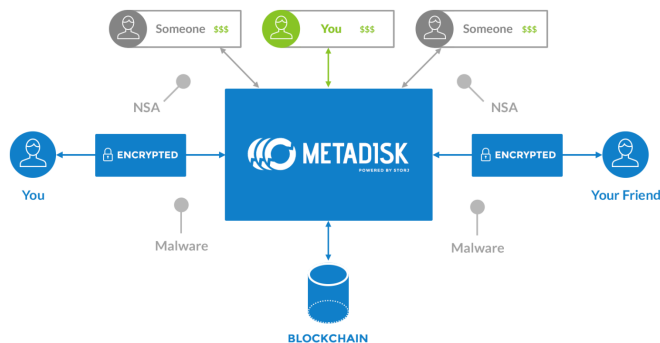 Someone $$$
You $$$
Someone $$$
NSA
NSA
ENCRYPTED
METADISK
POWERED BY STORJ
ENCRYPTED
You
Your Friend
Malware
Malware
BLOCKCHAIN